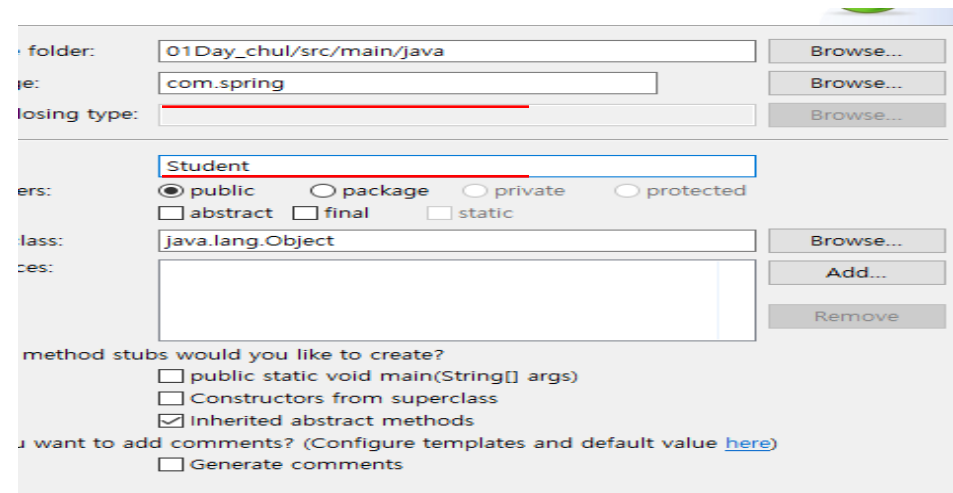 folder: 01Day_chul/src/main/java Browse...
ge: com.spring Browse...
losing type: Browse...
Student
ers: public package private protected
abstract final static
lass: java.lang.Object Browse...
ces: Add...
Remove
method stubs would you like to create?
public static void main(String[] args)
Constructors from superclass
Inherited abstract methods
u want to add comments? (Configure templates and default value here)
Generate comments